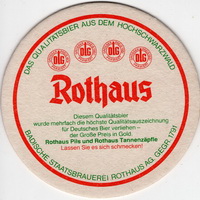 DAS QUALITÄTSBIER AUS DEM HOCHSCHWARZWALD
DLG DLG DLG DLG
Rothaus
Diesem Qualitätsbier
wurde mehrfach die höchste Qualitätsauszeichnung
für Deutsches Bier verliehen –
der Große Preis in Gold.
Rothaus Pils und Rothaus Tannenzäpfle
Lassen Sie es sich schmecken!
BADISCHE STAATSBRAUEREI ROTHAUS AG. GEGR. 1791